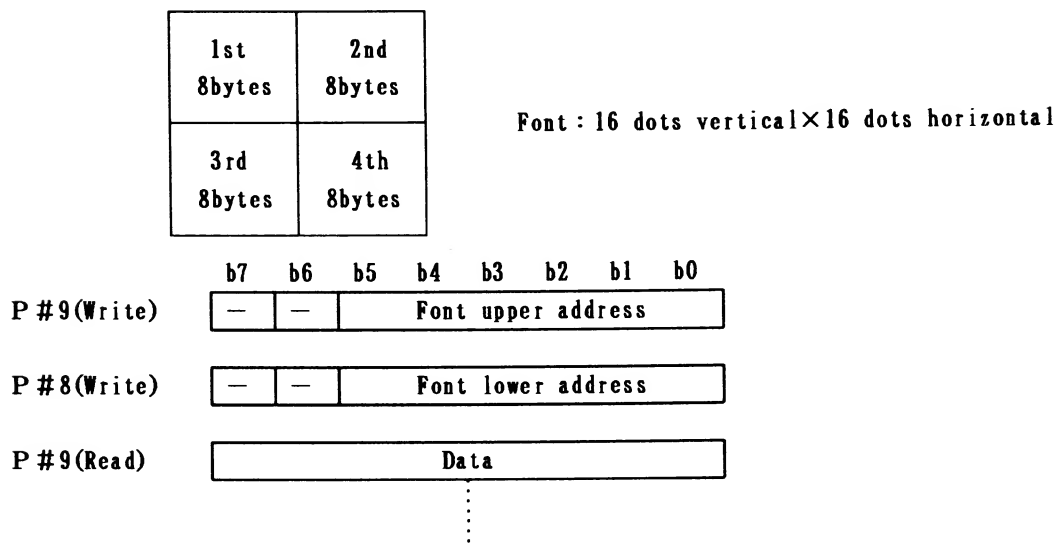 1st 2nd
8bytes 8bytes
Font : 16 dots vertical×16 dots horizontal
3rd 4th
8bytes 8bytes
b7 b6 b5 b4 b3 b2 b1 b0
P#9(Write) — — Font upper address
P#8(Write) — — Font lower address
P#9(Read) Data